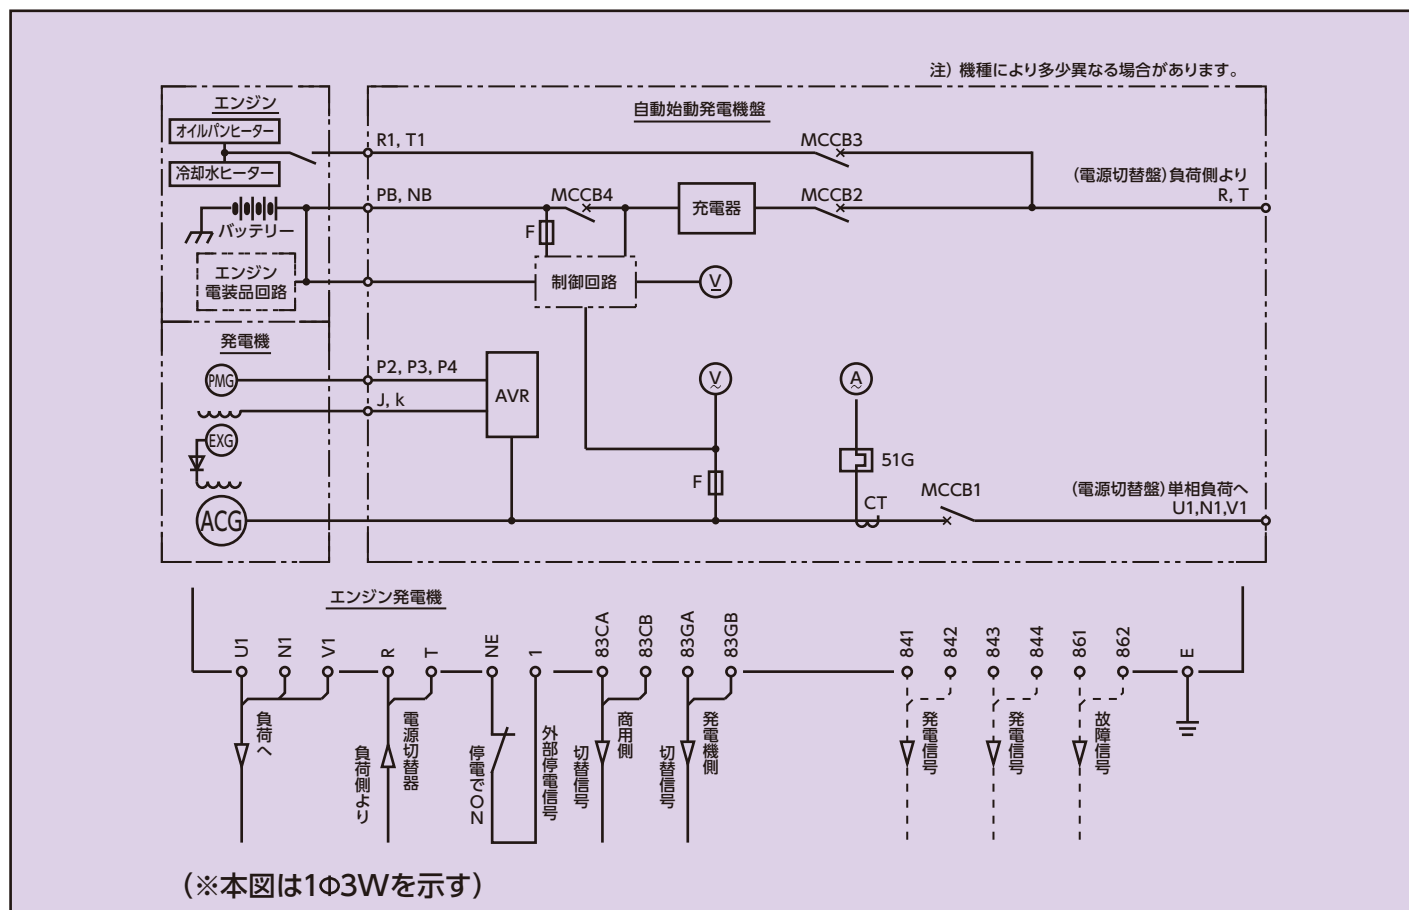 注) 機種により多少異なる場合があります。
エンジン
オイルパンヒーター
冷却水ヒーター
バッテリー
エンジン
電装品回路
発電機
PMG
EXG
ACG
自動始動発電機盤
R1, T1
MCCB3
(電源切替盤)負荷側より
R, T
PB, NB
MCCB4
充電器
MCCB2
F
制御回路
V
P2, P3, P4
J, k
AVR
V
A
51G
F
CT
MCCB1
(電源切替盤)単相負荷へ
U1,N1,V1
エンジン発電機
U1
N1
V1
R
T
NE
1
83CA
83CB
83GA
83GB
841
842
843
844
861
862
E
負荷へ
電源切替器
負荷側より
停電でON
外部停電信号
商用側
切替信号
発電機側
切替信号
発電信号
発電信号
故障信号
(※本図は1Φ3Wを示す)